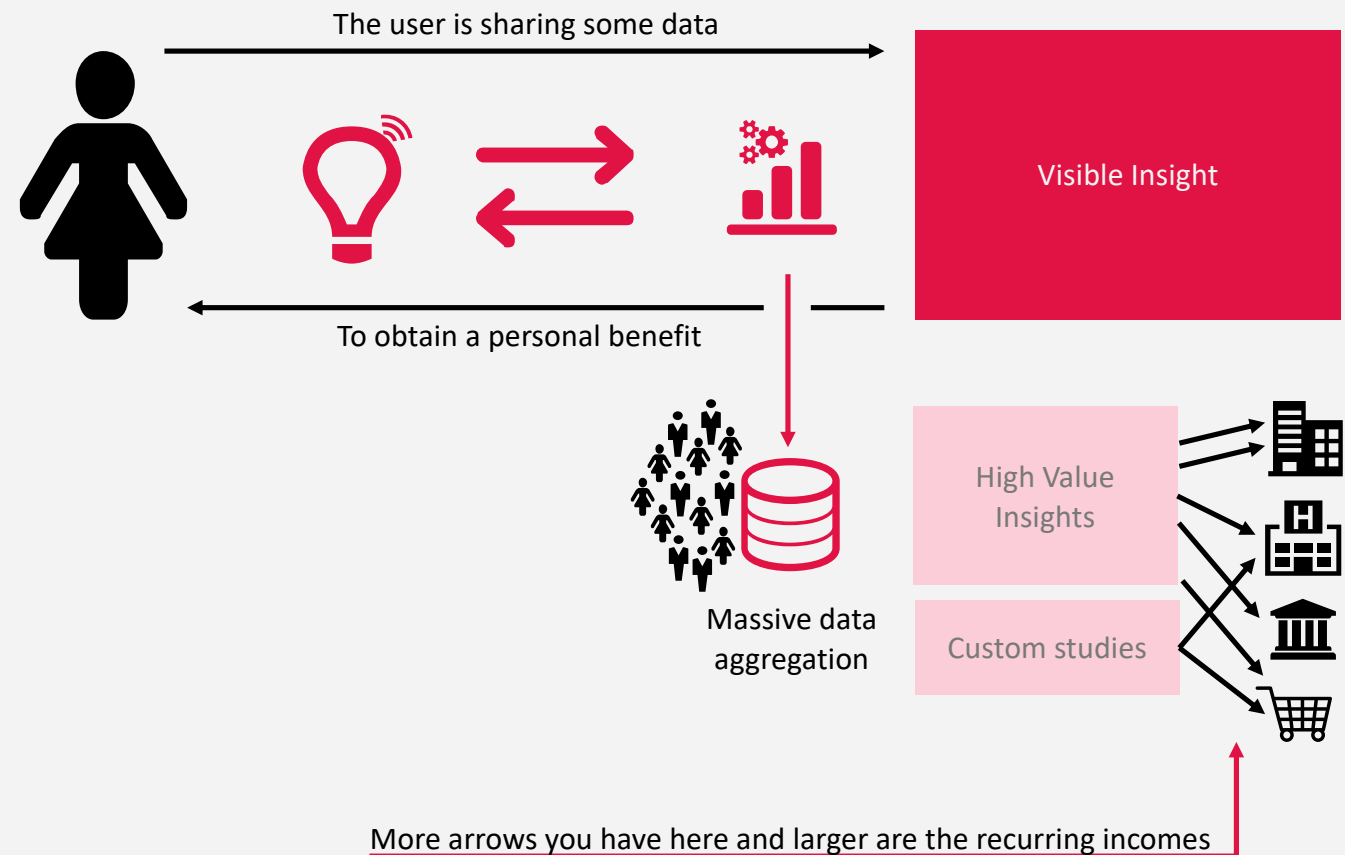 The user is sharing some data
Visible Insight
To obtain a personal benefit
High Value
Insights
H
Massive data
aggregation
Custom studies
More arrows you have here and larger are the recurring incomes